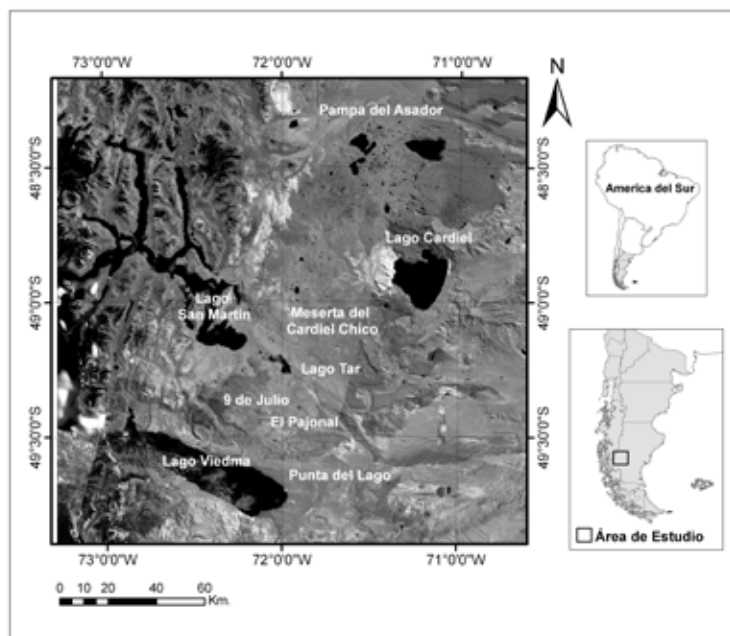 73°0'0"W
72°0'0"W
71°0'0"W
N
Pampa del Asador
48°30'0"S
48°30'0"S
America del Sur
Lago Cardiel
Lago
San Martin
Meserta del
Cardiel Chico
49°0'0"S
49°0'0"S
Lago Tar
9 de Julio
El Pajonal
49°30'0"S
49°30'0"S
Lago Viedma
Punta del Lago
Área de Estudio
73°0'0"W
72°0'0"W
71°0'0"W
0 10 20 40 60
Km.